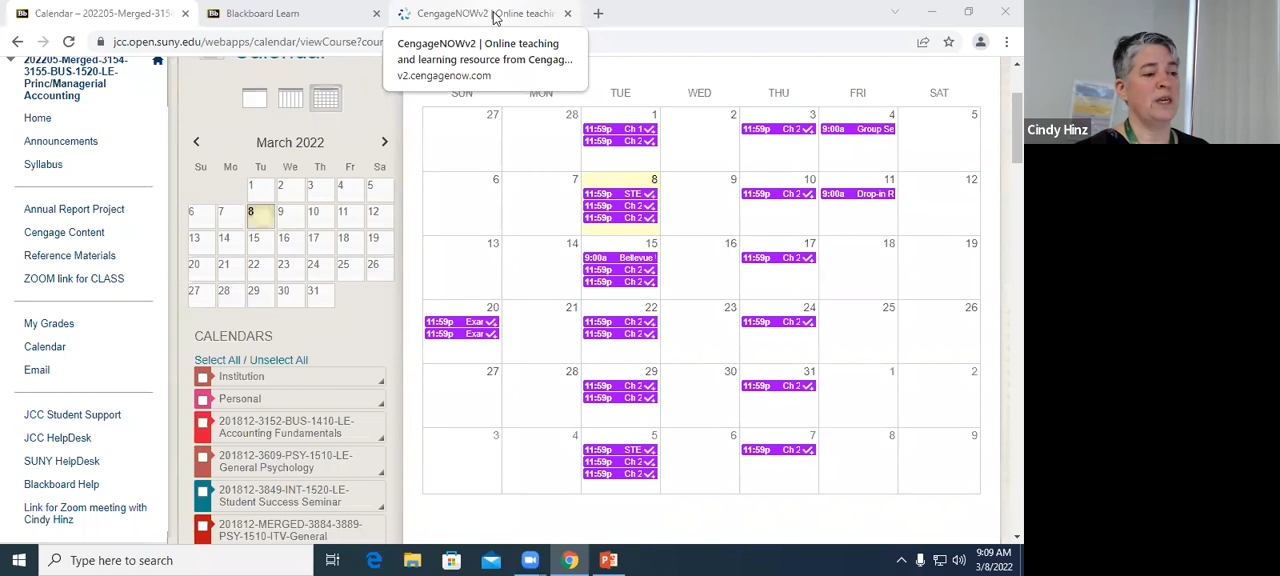 Calendar – 202205-Merged-3154-
Blackboard Learn
CengageNOWv2 | Online teachin
jcc.open.suny.edu/webapps/calendar/viewCourse?cour
CengageNOWv2 | Online teaching
and learning resource from Cengag...
v2.cengagenow.com
202205-Merged-3154-
3155-BUS-1520-LE-
Princ/Managerial
Accounting
Home
Announcements
Syllabus
Annual Report Project
Cengage Content
Reference Materials
ZOOM link for CLASS
My Grades
Calendar
Email
JCC Student Support
JCC HelpDesk
SUNY HelpDesk
Blackboard Help
Link for Zoom meeting with
Cindy Hinz
Calendar
March 2022
Su Mo Tu We Th Fr Sa
1 2 3 4 5
6 7 8 9 10 11 12
13 14 15 16 17 18 19
20 21 22 23 24 25 26
27 28 29 30 31
CALENDARS
Select All / Unselect All
Institution
Personal
201812-3152-BUS-1410-LE-
Accounting Fundamentals
201812-3609-PSY-1510-LE-
General Psychology
201812-3849-INT-1520-LE-
Student Success Seminar
201812-MERGED-3884-3889-
PSY-1510-ITV-General
SUN MON TUE WED THU FRI SAT
27 28 1 2 3 4 5
11:59p Ch 1 11:59p Ch 2 9:00a Group Se
11:59p Ch 2
6 7 8 9 10 11 12
11:59p STE 11:59p Ch 2 9:00a Drop-in R
11:59p Ch 2
11:59p Ch 2
13 14 15 16 17 18 19
9:00a Bellevue 11:59p Ch 2
11:59p Ch 2
11:59p Ch 2
20 21 22 23 24 25 26
11:59p Exar 11:59p Ch 2 11:59p Ch 2
11:59p Exar 11:59p Ch 2
27 28 29 30 31 1 2
11:59p Ch 2 11:59p Ch 2
11:59p Ch 2
3 4 5 6 7 8 9
11:59p STE 11:59p Ch 2
11:59p Ch 2
11:59p Ch 2
Cindy Hinz
Type here to search
9:09 AM
3/8/2022